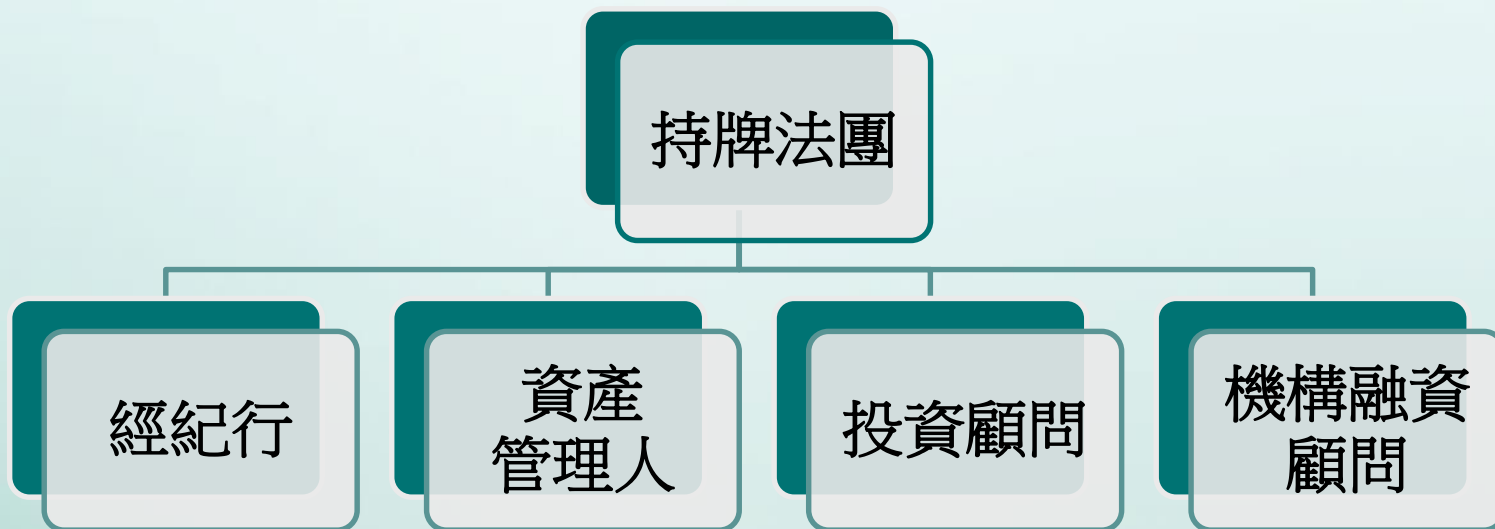 持牌法團
經紀行
資產
管理人
投資顧問
機構融資
顧問